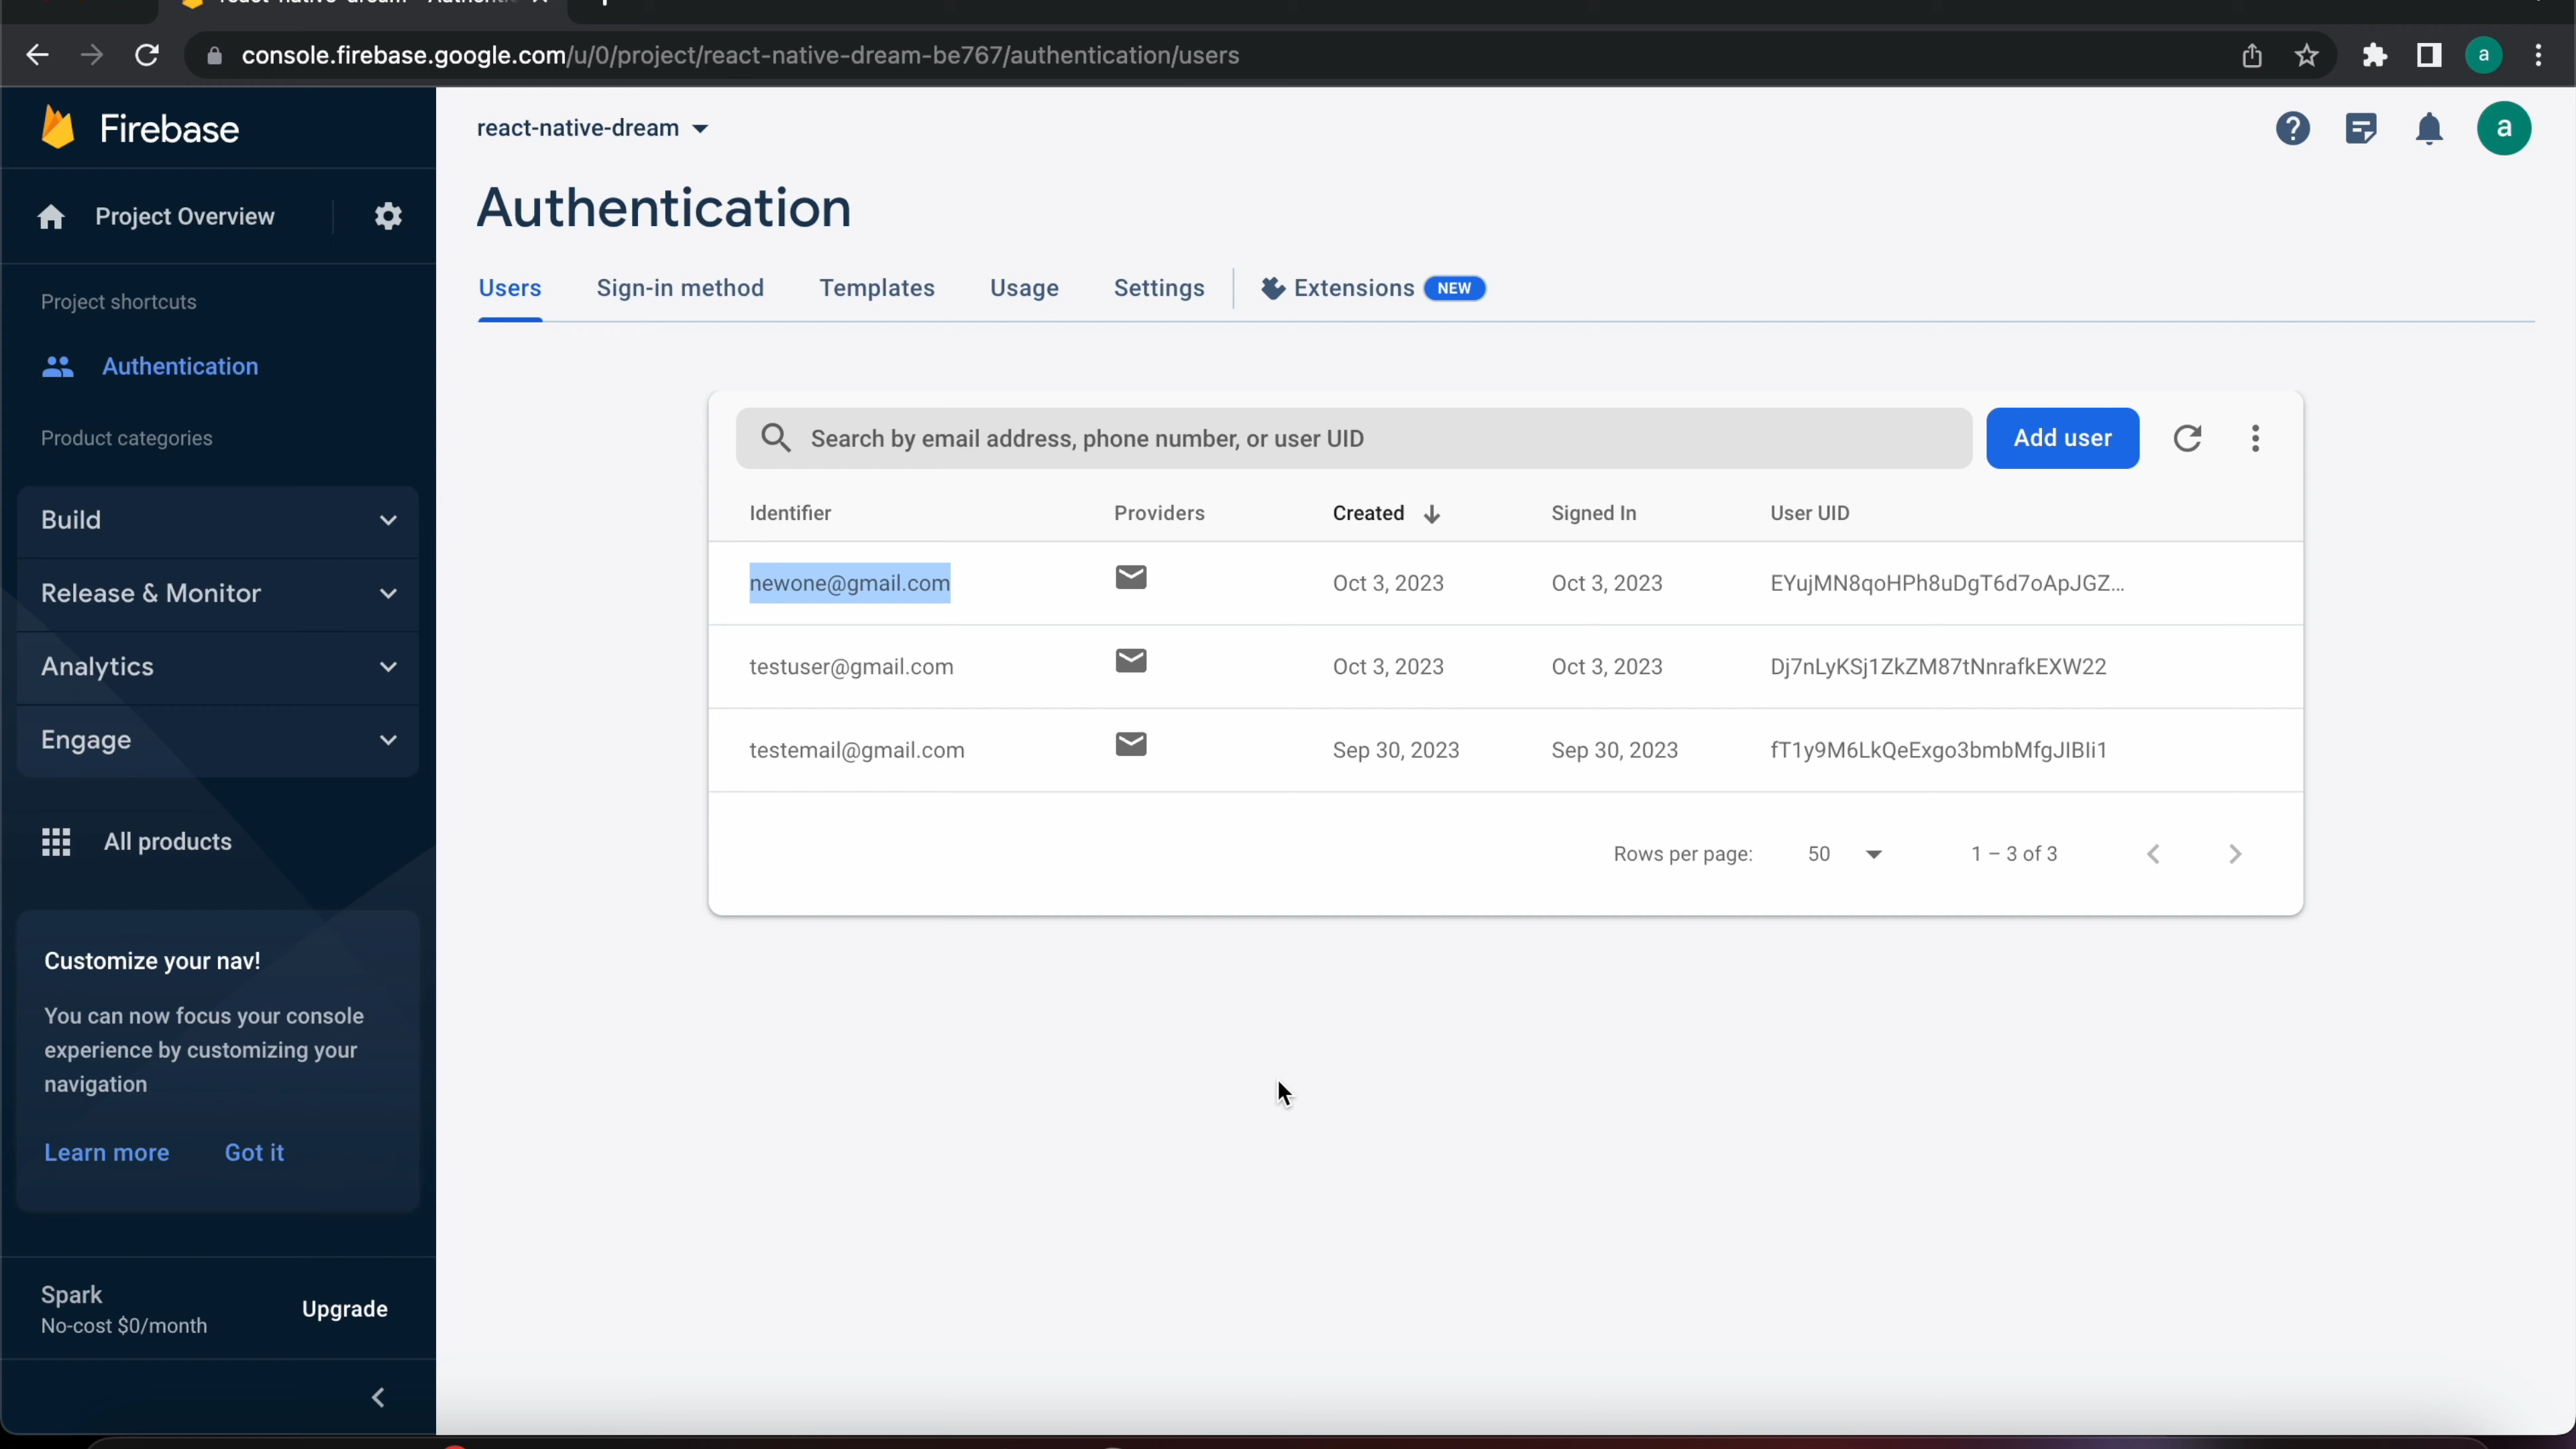 console.firebase.google.com/u/0/project/react-native-dream-be767/authentication/users
a
Firebase
Project Overview
Project shortcuts
Authentication
Product categories
Build
Release & Monitor
Analytics
Engage
All products
Customize your nav!
You can now focus your console
experience by customizing your
navigation
Learn more Got it
Spark
No-cost $0/month
Upgrade
react-native-dream
a
Authentication
Users Sign-in method Templates Usage Settings Extensions NEW
Search by email address, phone number, or user UID
Add user
Identifier Providers Created Signed In User UID
newone@gmail.com Oct 3, 2023 Oct 3, 2023 EYujMN8qoHPh8uDgT6d7oApJGZ...
testuser@gmail.com Oct 3, 2023 Oct 3, 2023 Dj7nLyKSj1ZkZM87tNnrafkEXW22
testemail@gmail.com Sep 30, 2023 Sep 30, 2023 fT1y9M6LkQeExgo3bmbMfgJIBIi1
Rows per page: 50 1 – 3 of 3